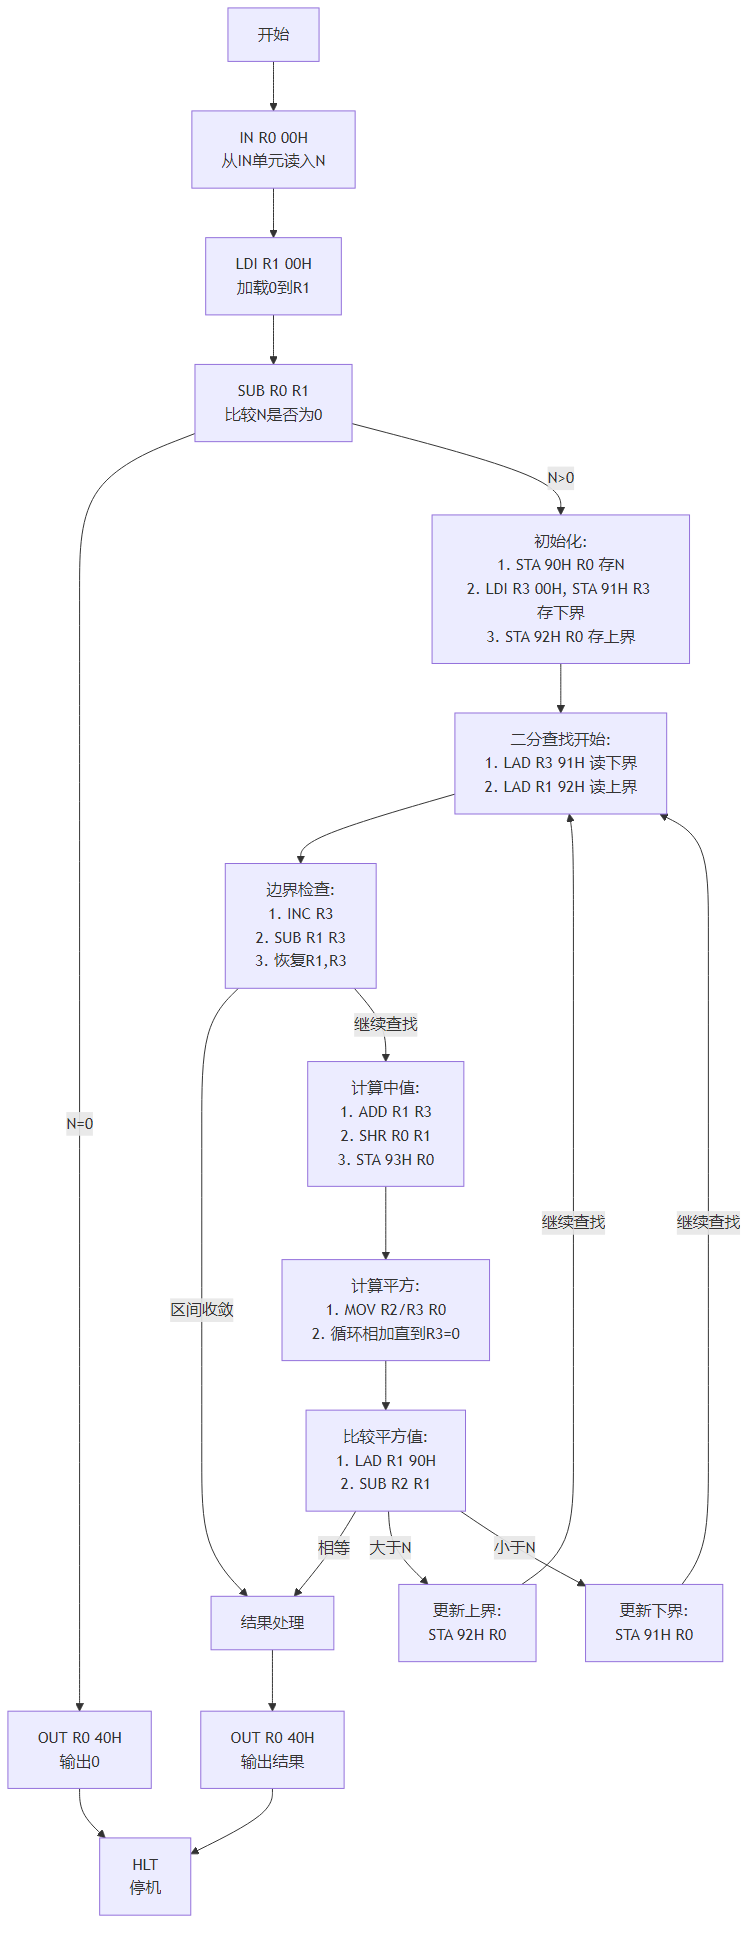 开始
IN R0 00H
从IN单元读入N
LDI R1 00H
加载0到R1
SUB R0 R1
比较N是否为0
N>0
初始化:
1. STA 90H R0 存N
2. LDI R3 00H, STA 91H R3
存下界
3. STA 92H R0 存上界
二分查找开始:
1. LAD R3 91H 读下界
2. LAD R1 92H 读上界
边界检查:
1. INC R3
2. SUB R1 R3
3. 恢复R1,R3
继续查找
计算中值:
1. ADD R1 R3
2. SHR R0 R1
3. STA 93H R0
N=0
继续查找
继续查找
计算平方:
1. MOV R2/R3 R0
2. 循环相加直到R3=0
区间收敛
比较平方值:
1. LAD R1 90H
2. SUB R2 R1
相等
大于N
小于N
结果处理
更新上界:
STA 92H R0
更新下界:
STA 91H R0
OUT R0 40H
输出0
OUT R0 40H
输出结果
HLT
停机